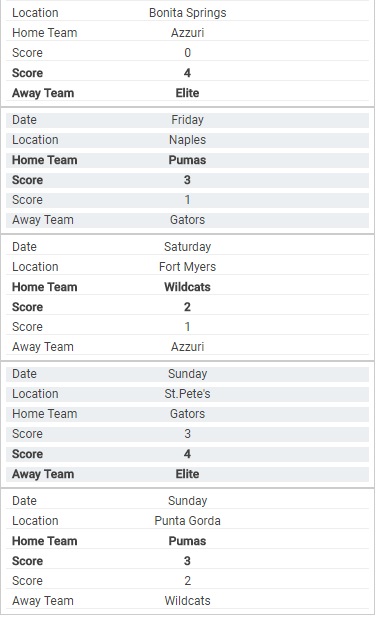 Location Bonita Springs
Home Team Azzuri
Score 0
Score 4
Away Team Elite
Date Friday
Location Naples
Home Team Pumas
Score 3
Score 1
Away Team Gators
Date Saturday
Location Fort Myers
Home Team Wildcats
Score 2
Score 1
Away Team Azzuri
Date Sunday
Location St.Pete's
Home Team Gators
Score 3
Score 4
Away Team Elite
Date Sunday
Location Punta Gorda
Home Team Pumas
Score 3
Score 2
Away Team Wildcats